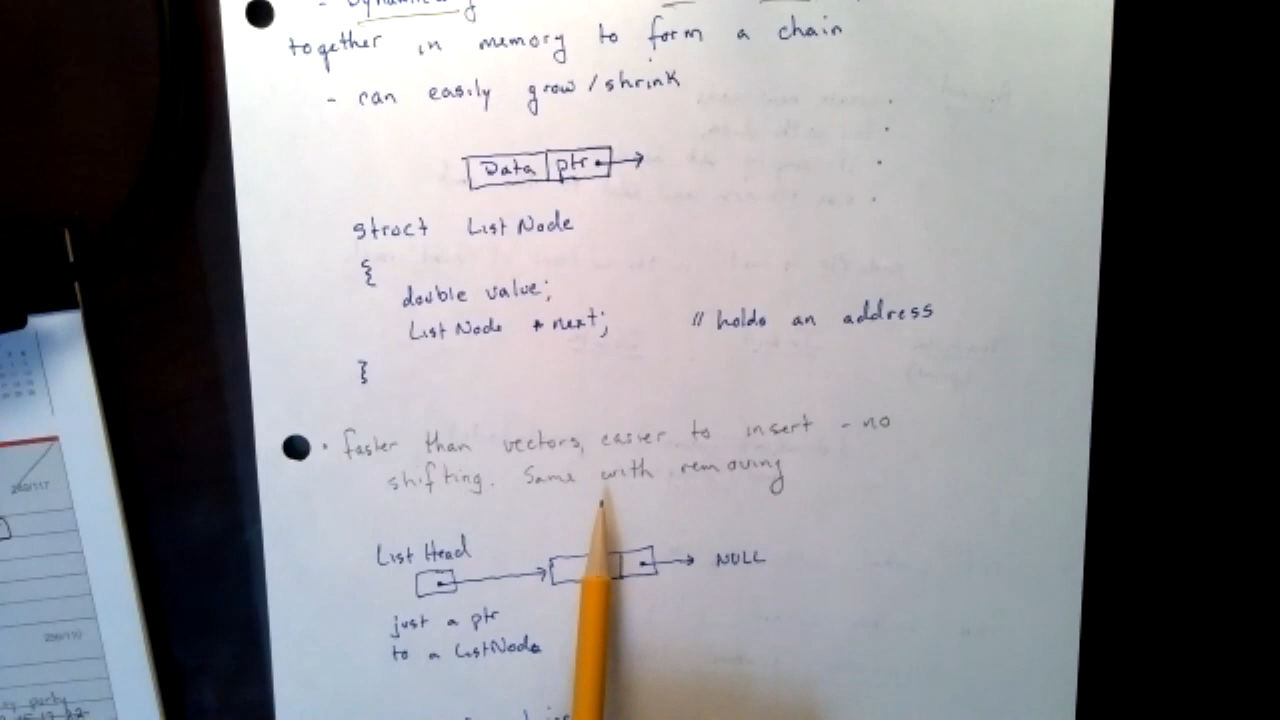 - Dynamically
together in memory to form a chain
- can easily grow/shrink
Data ptr
struct ListNode
{
double value;
ListNode * next; // holds an address
}
• faster than vectors, easier to insert - no
shifting. Same with removing
List Head
NULL
just a ptr
to a ListNode
party